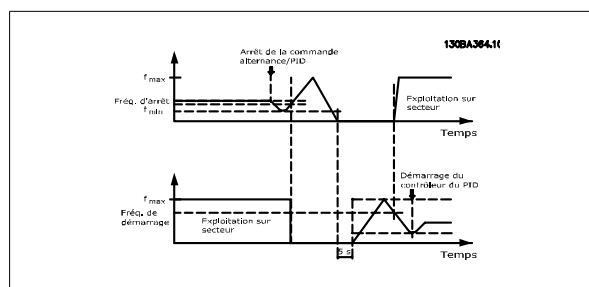 130BA364.10
Arrêt de la commande
alternance/PID
f max
Fréq. d'arrêt
f min
Exploitation sur
secteur
Temps
Démarrage du
contrôleur du PID
f max
Fréq. de
démarrage
Exploitation sur
secteur
5 s
Temps